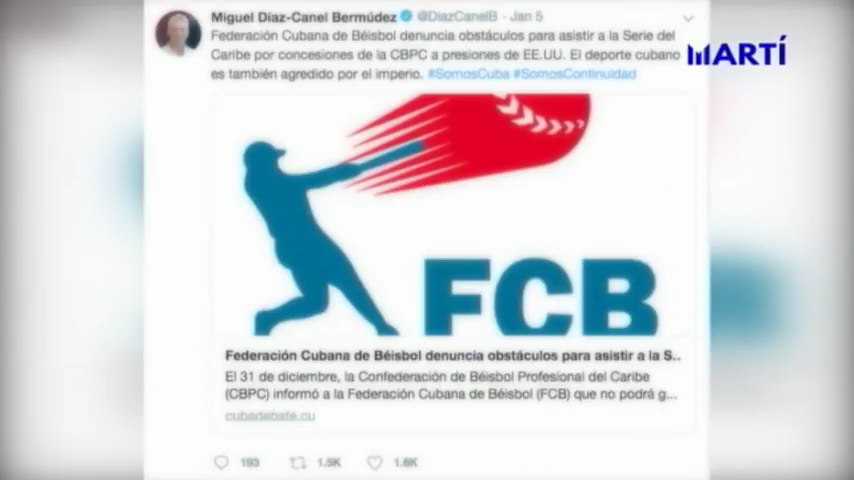 Miguel Díaz-Canel Bermúdez @DiazCanelB · Jan 5
Federación Cubana de Béisbol denuncia obstáculos para asistir a la Serie del
Caribe por concesiones de la CBPC a presiones de EE.UU. El deporte cubano
es también agredido por el imperio. #SomosCuba #SomosContinuidad
MARTÍ
FCB
Federación Cubana de Béisbol denuncia obstáculos para asistir a la S..
El 31 de diciembre, la Confederación de Béisbol Profesional del Caribe
(CBPC) informó a la Federación Cubana de Béisbol (FCB) que no podrá g...
cubadebate.cu
193 1.5K 1.6K